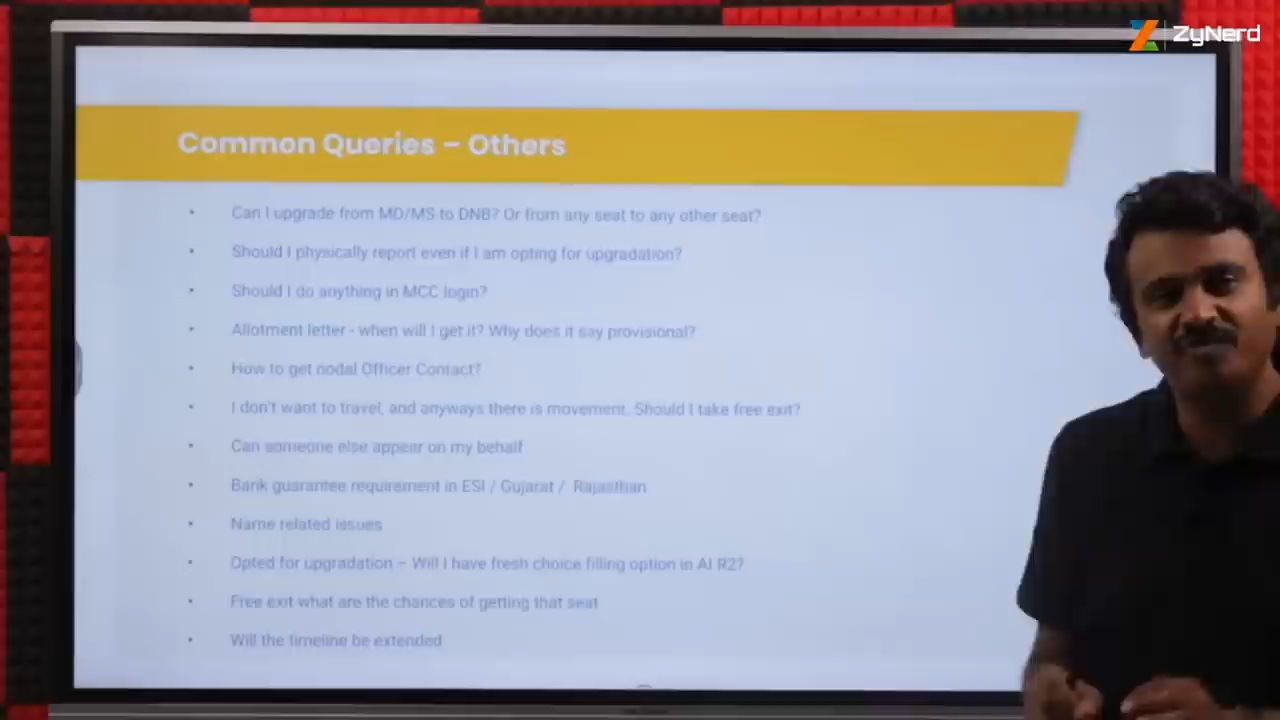 ZyNerd
Common Queries – Others
• Can I upgrade from MD/MS to DNB? Or from any seat to any other seat?
• Should I physically report even if I am opting for upgradation?
• Should I do anything in MCC login?
• Allotment letter - when will I get it? Why does it say provisional?
• How to get nodal Officer Contact?
• I don't want to travel, and anyways there is movement. Should I take free exit?
• Can someone else appear on my behalf
• Bank guarantee requirement in ESI / Gujarat / Rajasthan
• Name related issues
• Opted for upgradation – Will I have fresh choice filling option in AI R2?
• Free exit what are the chances of getting that seat
• Will the timeline be extended